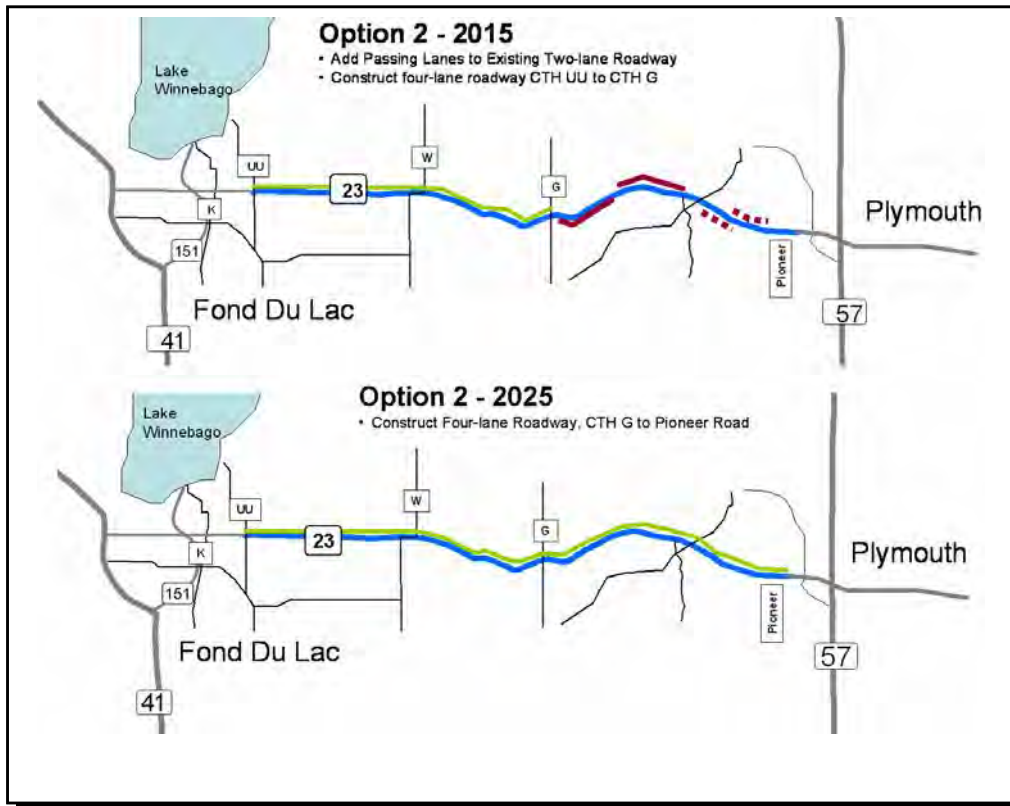 Option 2 - 2015
• Add Passing Lanes to Existing Two-lane Roadway
• Construct four-lane roadway CTH UU to CTH G
Lake
Winnebago
UU
W
G
23
K
151
41
Fond Du Lac
Plymouth
Pioneer
57
Option 2 - 2025
• Construct Four-lane Roadway, CTH G to Pioneer Road
Lake
Winnebago
UU
W
G
23
K
151
41
Fond Du Lac
Plymouth
Pioneer
57